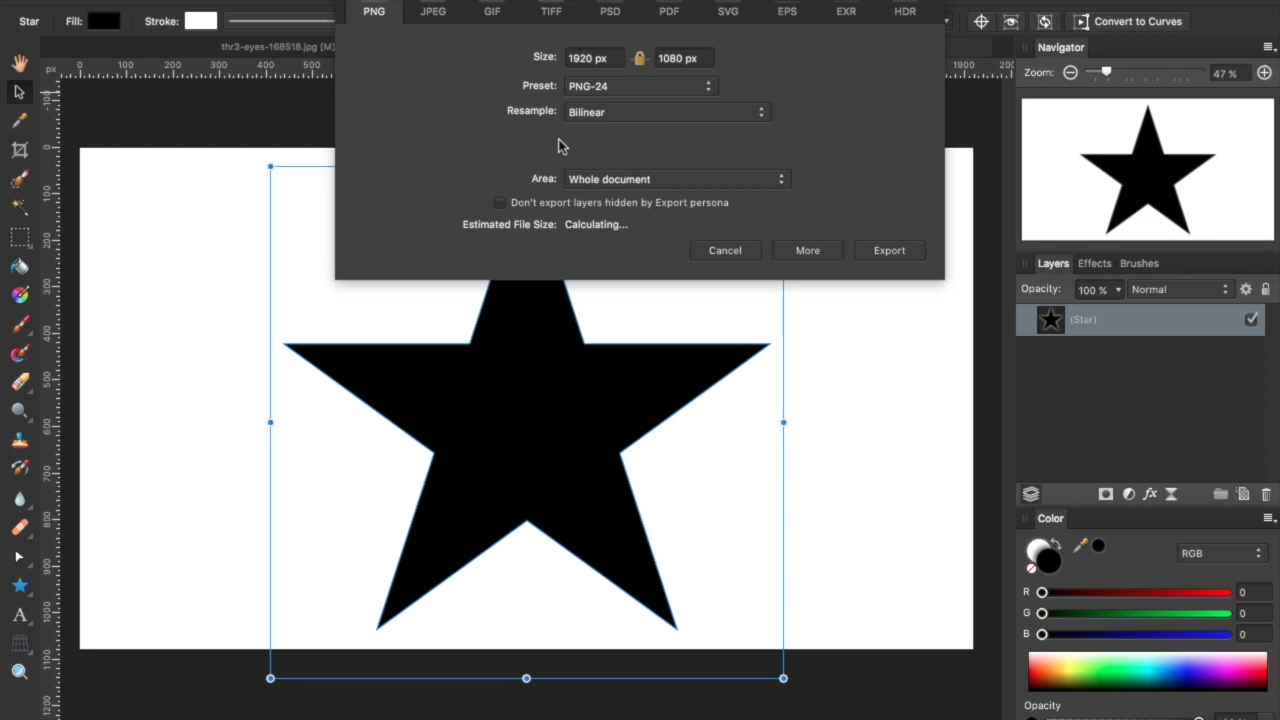 PNG JPEG GIF TIFF PSD PDF SVG EPS EXR HDR
Star Fill: Stroke: Convert to Curves
thr3-eyes-168518.jpg [M]
Navigator
px 100 200 300 400 500 1900
Zoom: 47 %
Size: 1920 px 1080 px
Preset: PNG-24
Resample: Bilinear
Area: Whole document
Don't export layers hidden by Export persona
Estimated File Size: Calculating...
Cancel More Export
Layers Effects Brushes
Opacity: 100 % Normal
(Star)
Color
RGB
R 0
G 0
B 0
Opacity